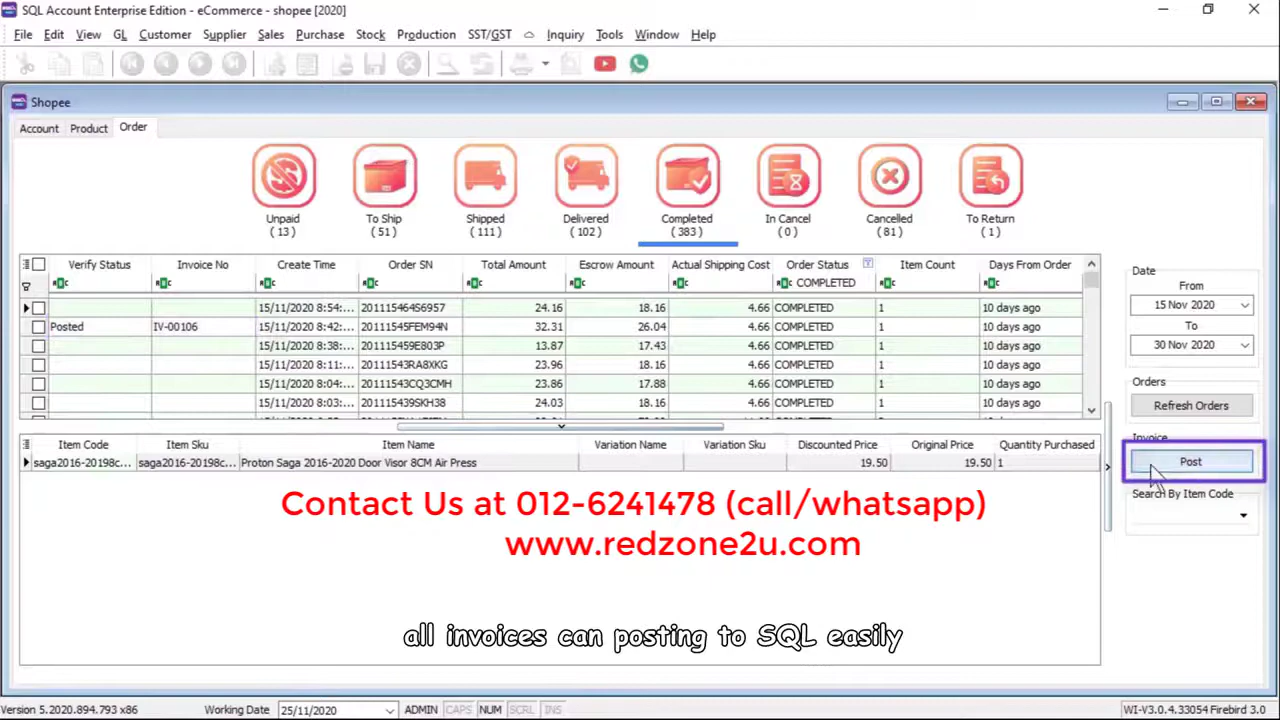 SQL Account Enterprise Edition - eCommerce - shopee [2020]
File Edit View GL Customer Supplier Sales Purchase Stock Production SST/GST Inquiry Tools Window Help
Shopee
Account Product Order
Unpaid To Ship Shipped Delivered Completed In Cancel Cancelled To Return
( 13 ) ( 51 ) ( 111 ) ( 102 ) ( 383 ) ( 0 ) ( 81 ) ( 1 )
Verify Status Invoice No Create Time Order SN Total Amount Escrow Amount Actual Shipping Cost Order Status Item Count Days From Order
COMPLETED
15/11/2020 8:54:... 201115464S6957 24.16 18.16 4.66 COMPLETED 1 10 days ago
Posted IV-00106 15/11/2020 8:42:... 20111545FEM94N 32.31 26.04 4.66 COMPLETED 1 10 days ago
15/11/2020 8:38:... 201115459E803P 13.87 17.43 4.66 COMPLETED 1 10 days ago
15/11/2020 8:11:... 20111543RA8XKG 23.96 18.16 4.66 COMPLETED 1 10 days ago
15/11/2020 8:04:... 20111543CQ3CMH 23.86 17.88 4.66 COMPLETED 1 10 days ago
15/11/2020 8:03:... 201115439SKH38 24.03 18.16 4.66 COMPLETED 1 10 days ago
Date
From
15 Nov 2020
To
30 Nov 2020
Orders
Refresh Orders
Invoice
Post
Search By Item Code
Item Code Item Sku Item Name Variation Name Variation Sku Discounted Price Original Price Quantity Purchased
saga2016-20198c... saga2016-20198c... Proton Saga 2016-2020 Door Visor 8CM Air Press 19.50 19.50 1
Contact Us at 012-6241478 (call/whatsapp)
www.redzone2u.com
all invoices can posting to SQL easily
Version 5.2020.894.793 x86 Working Date 25/11/2020 ADMIN CAPS NUM SCRL INS WI-V3.0.4.33054 Firebird 3.0